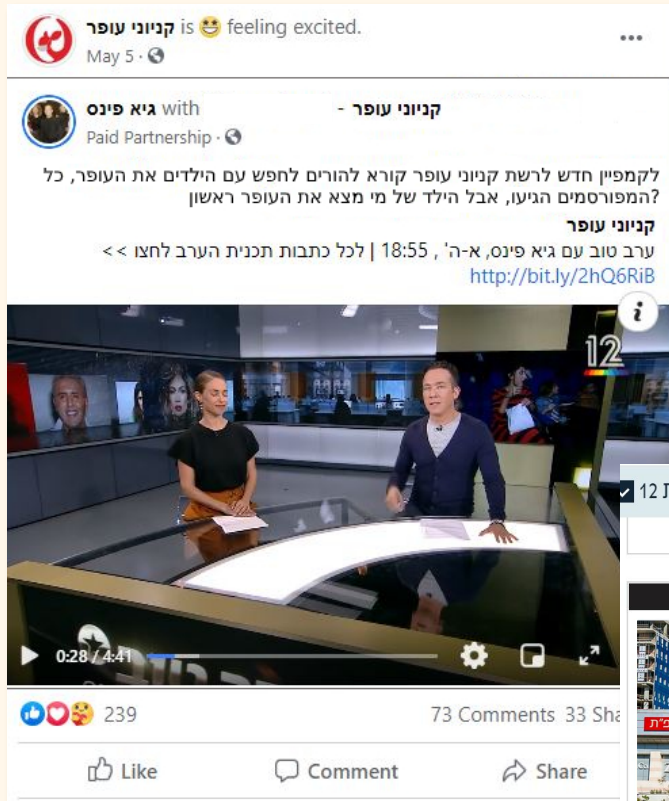 קניוני עופר is feeling excited.
May 5
גיא פינס with קניוני עופר -
Paid Partnership
לקמפיין חדש לרשת קניוני עופר קורא להורים לחפש עם הילדים את העופר, כל
המפורסמים הגיעו, אבל הילד של מי מצא את העופר ראשון?
קניוני עופר
ערב טוב עם גיא פינס, א-ה' , 18:55 | לכל כתבות תכנית הערב לחצו >>
http://bit.ly/2hQ6RiB
i
12
12 ת
0:28 / 4:41
239
73 Comments 33 Sha
Like Comment Share